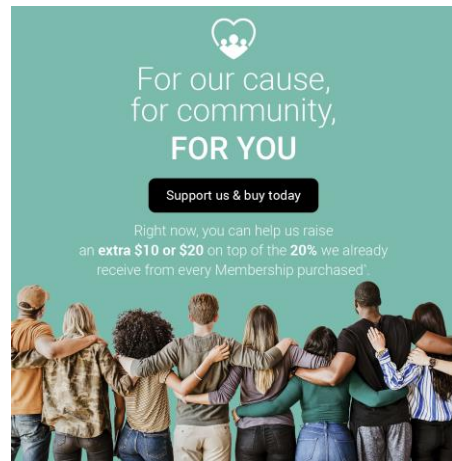 For our cause,
for community,
FOR YOU
Support us & buy today
Right now, you can help us raise
an extra $10 or $20 on top of the 20% we already
receive from every Membership purchased*.